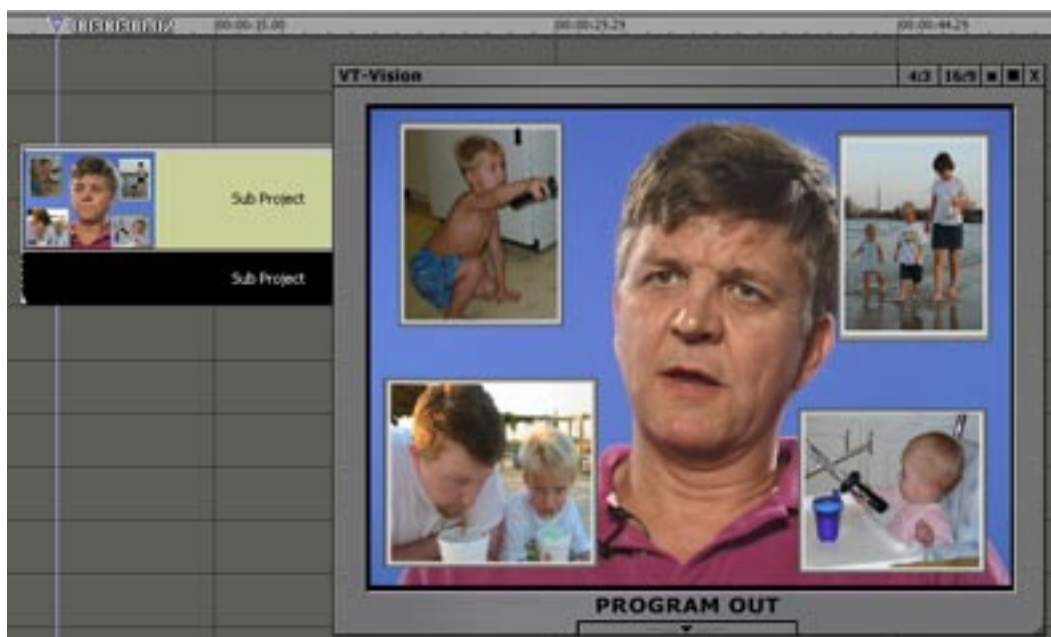 00:00:15.00
00:00:29.29
00:00:44.29
VT-Vision
4:3
16:9
X
Sub Project
Sub Project
PROGRAM OUT